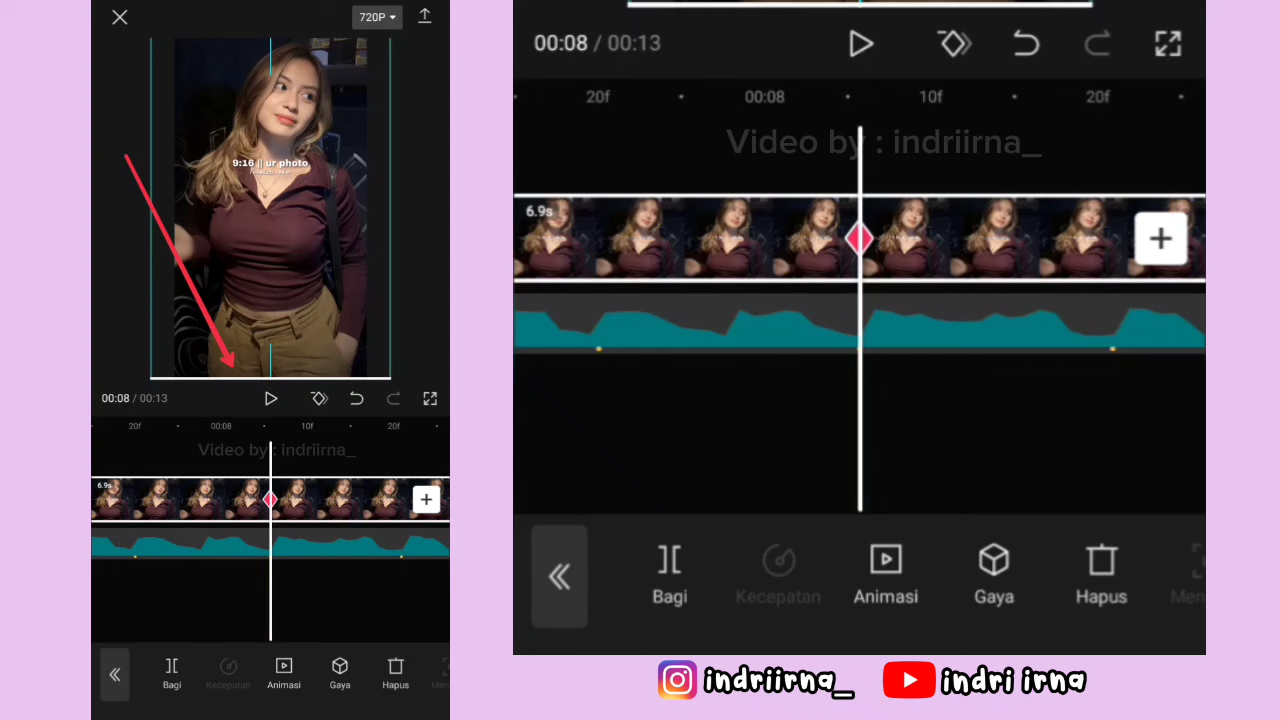 720P
9:16 || ur photo
00:08 / 00:13
20f 00:08 10f 20f
Video by : indriirna_
6.9s
Bagi Kecepatan Animasi Gaya Hapus
00:08 / 00:13
20f 00:08 10f 20f
Video by : indriirna_
6.9s
Bagi Kecepatan Animasi Gaya Hapus
indriirna_ indri irna